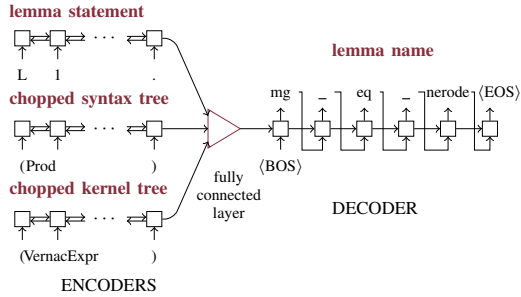 lemma statement
L l .
chopped syntax tree
(Prod )
chopped kernel tree
(VernacExpr )
ENCODERS
fully
connected
layer
lemma name
mg _ eq _ nerode ⟨EOS⟩
⟨BOS⟩
DECODER